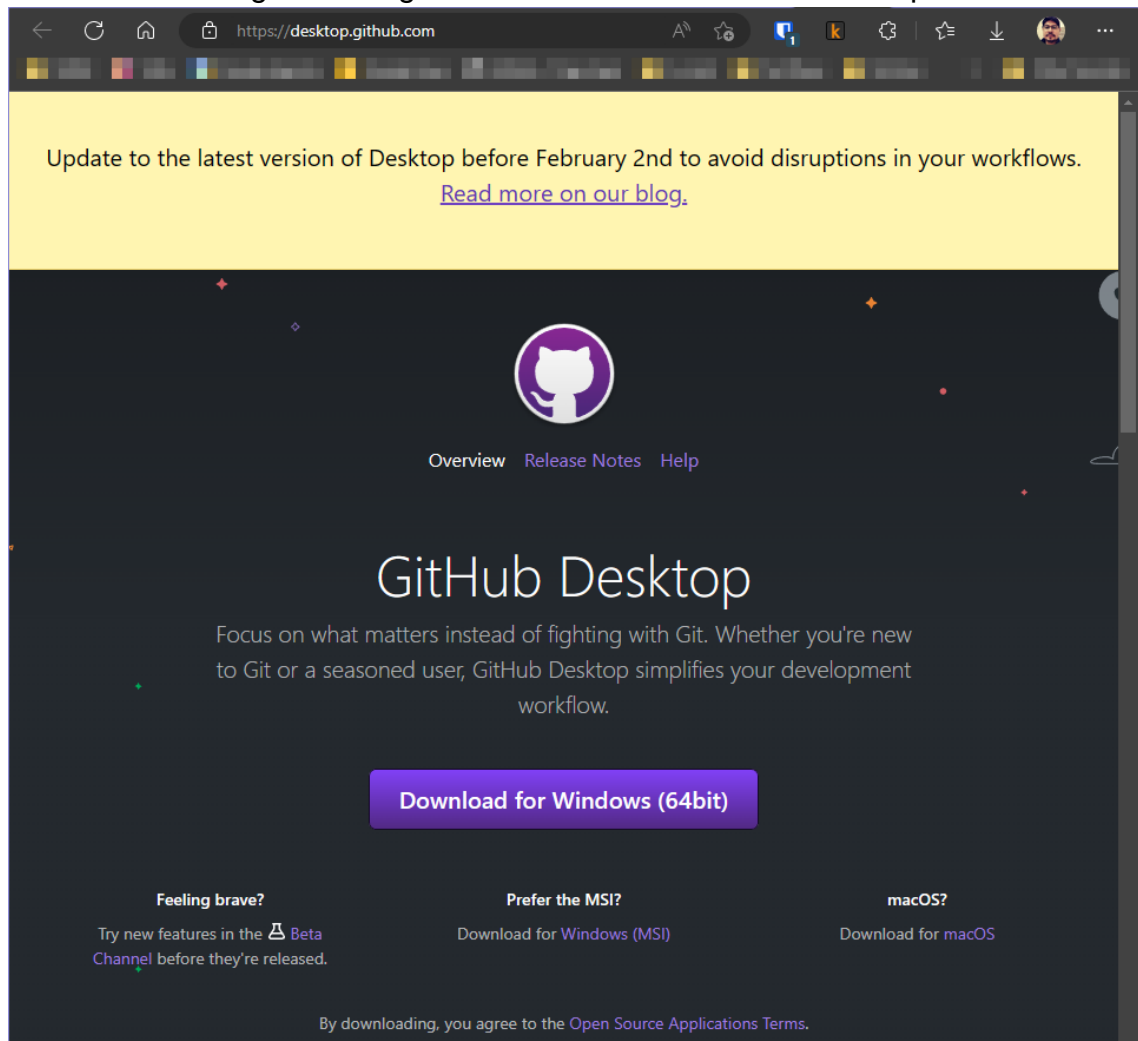 https://desktop.github.com
Update to the latest version of Desktop before February 2nd to avoid disruptions in your workflows.
Read more on our blog.
Overview Release Notes Help
GitHub Desktop
Focus on what matters instead of fighting with Git. Whether you're new
to Git or a seasoned user, GitHub Desktop simplifies your development
workflow.
Download for Windows (64bit)
Feeling brave?
Try new features in the Beta
Channel before they're released.
Prefer the MSI?
Download for Windows (MSI)
macOS?
Download for macOS
By downloading, you agree to the Open Source Applications Terms.